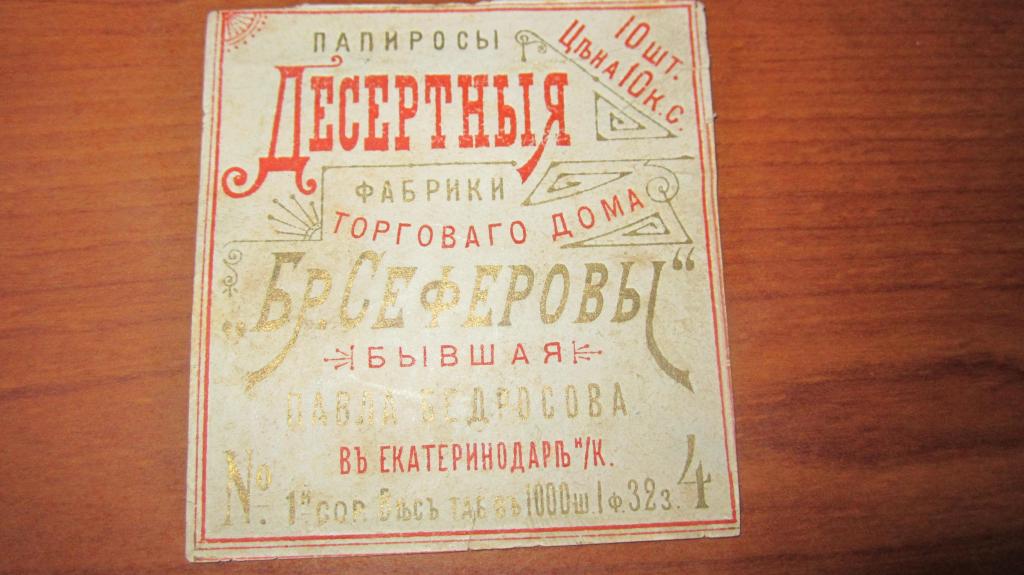 ПАПИРОСЫ
10 шт.
ЦѢНА 10 к. с.
ДЕСЕРТНЫЯ
ФАБРИКИ
ТОРГОВАГО ДОМА
„БР. СЕФЕРОВЫ“
БЫВШАЯ
ПАВЛА БЕДРОСОВА
ВЪ ЕКАТЕРИНОДАРѢ н/К.
№ 4
1й сор. Вѣсъ таб. въ 1000 ш. 1 ф. 32 з.